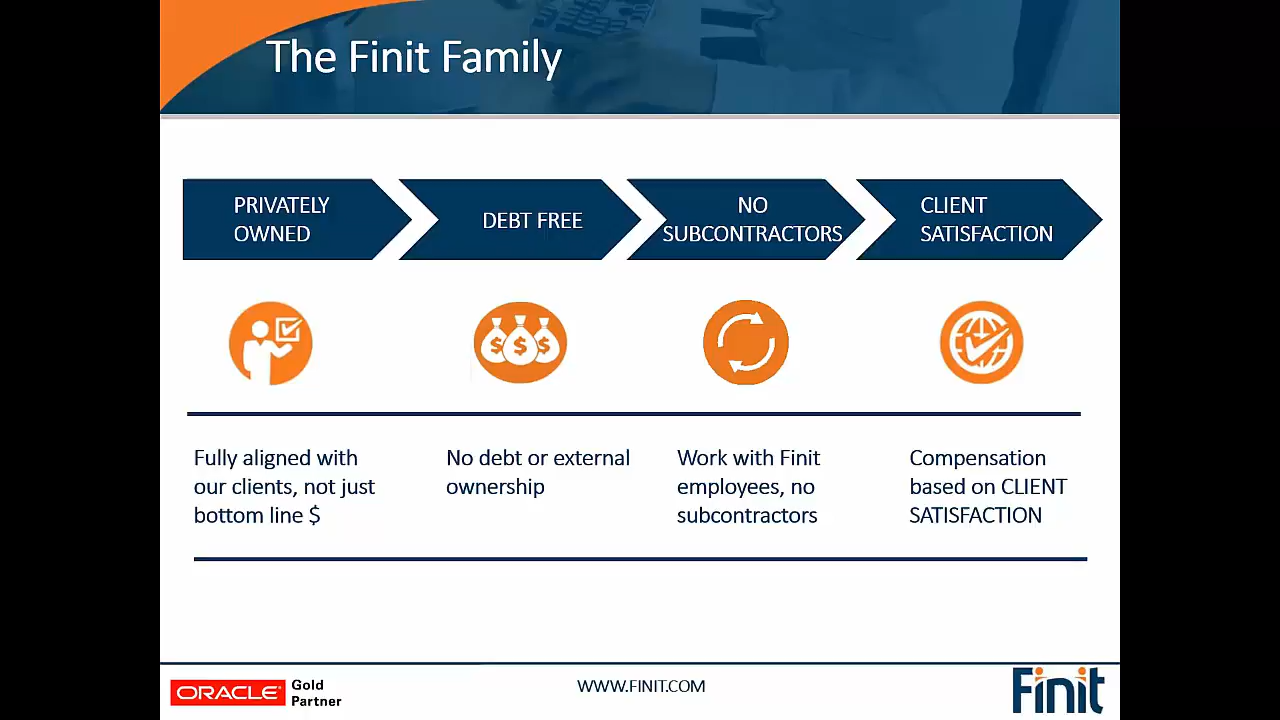 The Finit Family
PRIVATELY
OWNED
DEBT FREE
NO
SUBCONTRACTORS
CLIENT
SATISFACTION
$ $ $
Fully aligned with
our clients, not just
bottom line $
No debt or external
ownership
Work with Finit
employees, no
subcontractors
Compensation
based on CLIENT
SATISFACTION
ORACLE
Gold
Partner
WWW.FINIT.COM
Finit